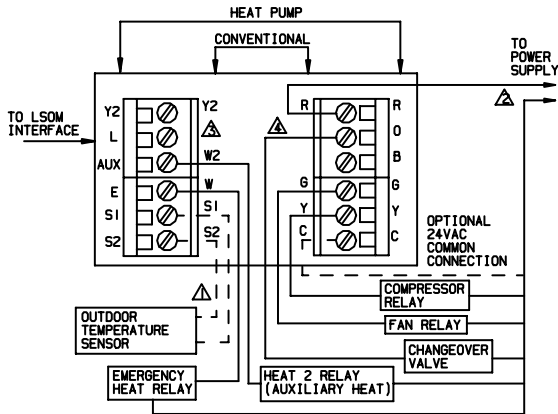 HEAT PUMP
CONVENTIONAL
TO
POWER
SUPPLY
2
TO LSOM
INTERFACE
Y2
L
AUX
E
S1
S2
Y2
3
W2
W
S1
S2
4
R
G
Y
C
R
O
B
G
Y
C
OPTIONAL
24VAC
COMMON
CONNECTION
1
OUTDOOR
TEMPERATURE
SENSOR
COMPRESSOR
RELAY
FAN RELAY
CHANGEOVER
VALVE
EMERGENCY
HEAT RELAY
HEAT 2 RELAY
(AUXILIARY HEAT)